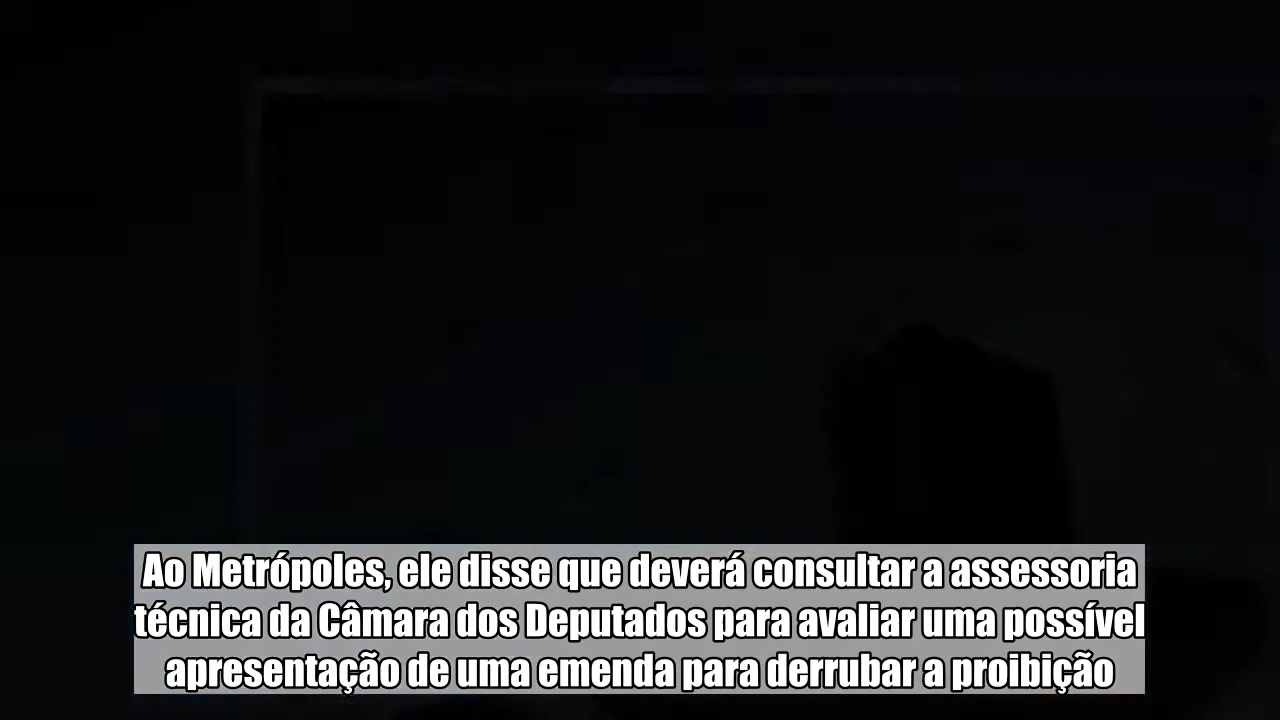 Ao Metrópoles, ele disse que deverá consultar a assessoria
técnica da Câmara dos Deputados para avaliar uma possível
apresentação de uma emenda para derrubar a proibição